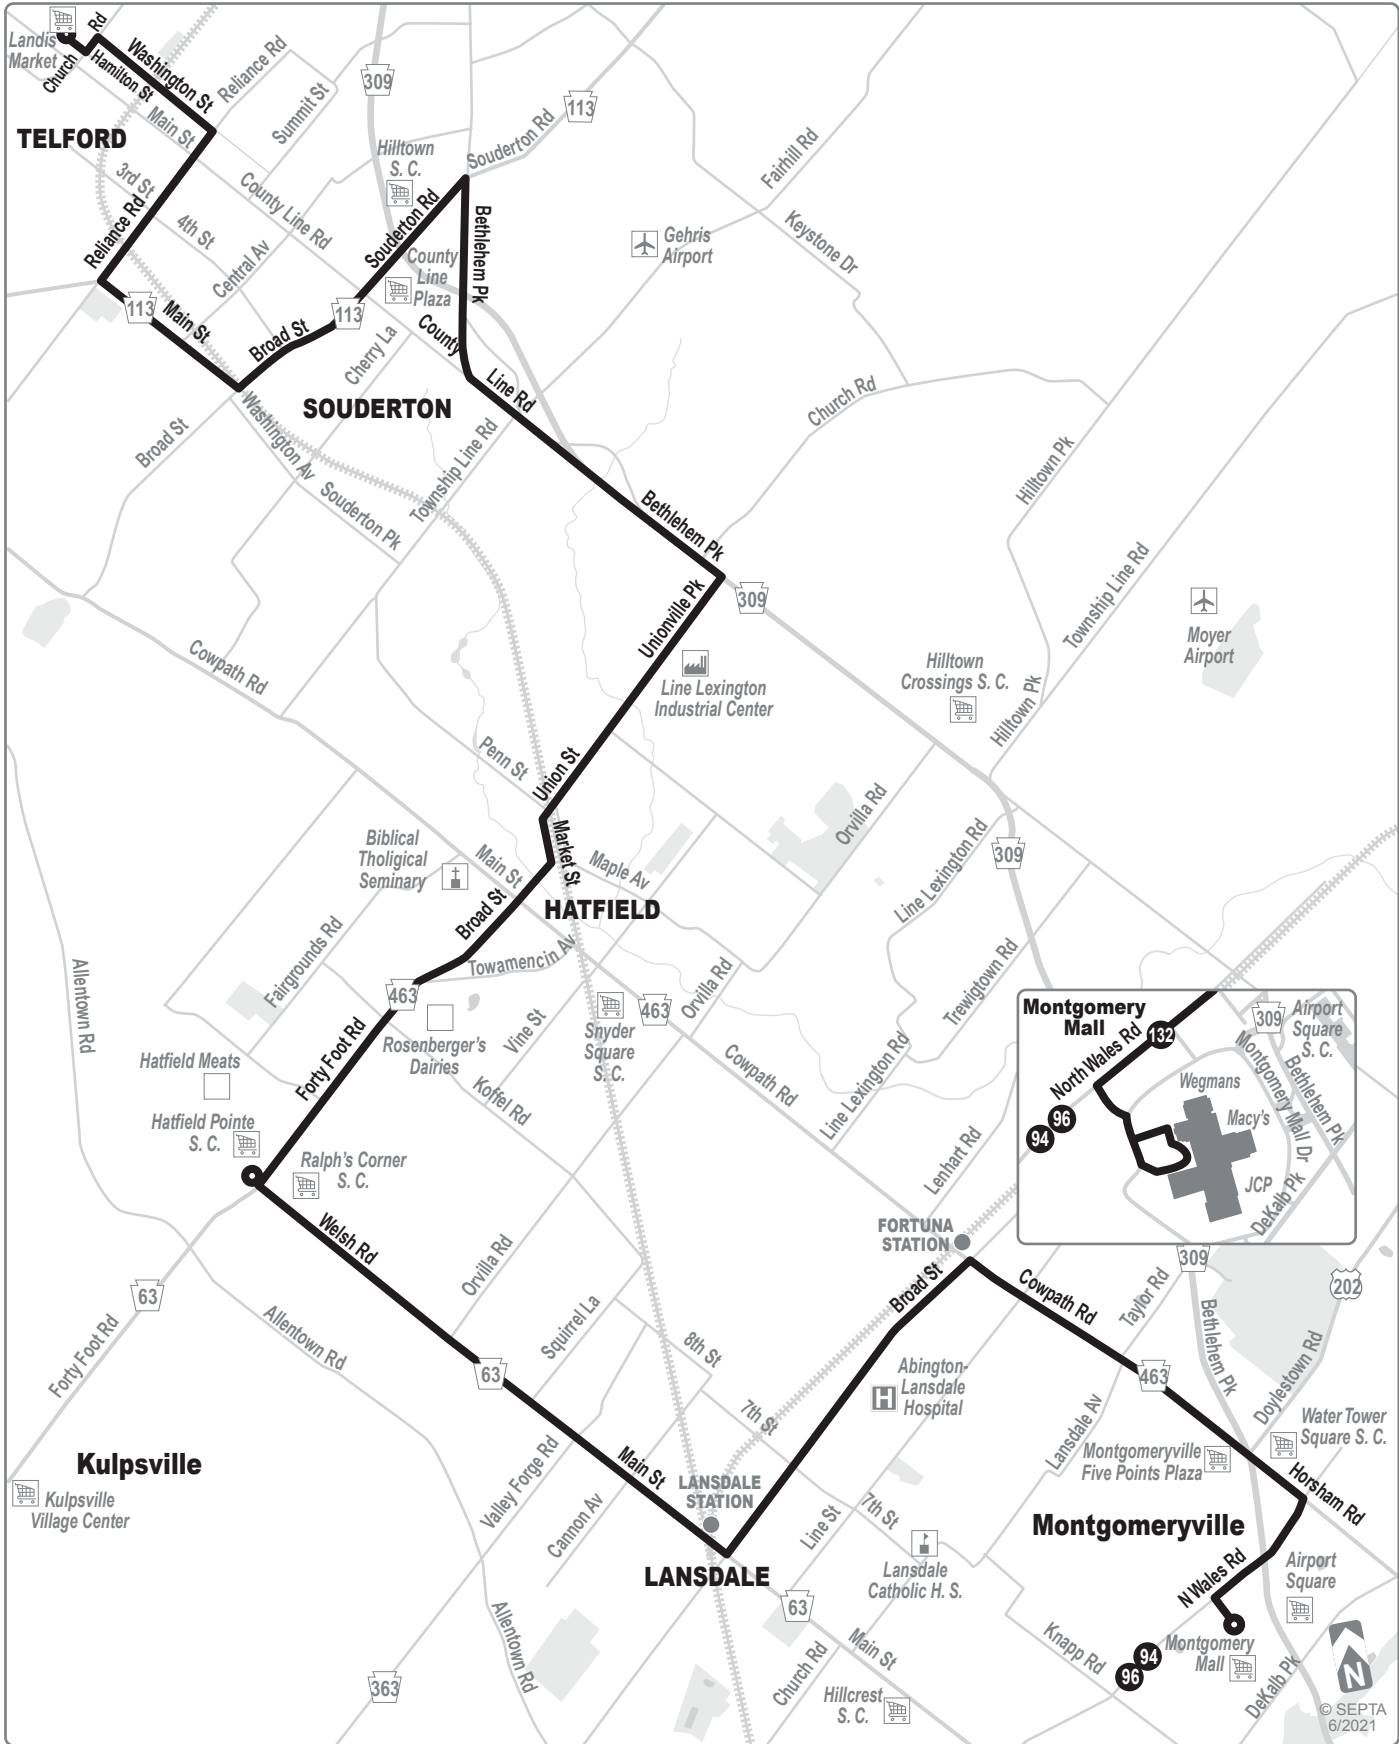 Landis
Market
Church
Rd
Hamilton St
Washington St
Reliance Rd
Summit St
309
113
Souderton Rd
TELFORD
Main St
Hilltown
S. C.
3rd St
4th St
County Line Rd
Reliance Rd
Central Av
Souderton Rd
Bethlehem Pk
County
Line
Plaza
Gehris
Airport
Fairhill Rd
Keystone Dr
113
Main St
Broad St
113
Cherry La
County
Line Rd
SOUDERTON
Church Rd
Broad St
Washington Av
Souderton Pk
Township Line Rd
Hilltown Pk
Bethlehem Pk
Unionville Pk
309
Township Line Rd
Moyer
Airport
Cowpath Rd
Line Lexington
Industrial Center
Hilltown
Crossings S. C.
Hilltown Pk
Penn St
Union St
Market St
Orvilla Rd
Biblical
Tholigical
Seminary
Main St
Maple Av
Line Lexington Rd
309
HATFIELD
Broad St
Fairgrounds Rd
Towamencin Av
Allentown Rd
463
Orvilla Rd
Trewigtown Rd
Rosenberger's
Dairies
Vine St
Snyder
Square
S. C.
463
Forty Foot Rd
Hatfield Meats
Koffel Rd
Cowpath Rd
Line Lexington Rd
Hatfield Pointe
S. C.
Ralph's Corner
S. C.
Lenhart Rd
Montgomery
Mall
132
North Wales Rd
96
94
Wegmans
Macy's
JCP
309
Airport
Square
S. C.
Montgomery Mall Dr
Bethlehem Pk
DeKalb Pk
Welsh Rd
Orvilla Rd
FORTUNA
STATION
63
Forty Foot Rd
Allentown Rd
Squirrel La
8th St
Broad St
Cowpath Rd
Taylor Rd
309
202
Bethlehem Pk
63
7th St
Abington-
Lansdale
Hospital
463
Doylestown Rd
Lansdale Av
Water Tower
Square S. C.
Kulpsville
Kulpsville
Village Center
Valley Forge Rd
Main St
LANSDALE
STATION
Montgomeryville
Five Points Plaza
Horsham Rd
Cannon Av
Line St
7th St
Montgomeryville
LANSDALE
Lansdale
Catholic H. S.
N Wales Rd
Airport
Square
63
Allentown Rd
Main St
Church Rd
Knapp Rd
94
96
Montgomery
Mall
363
Hillcrest
S. C.
DeKalb Pk
N
© SEPTA
6/2021